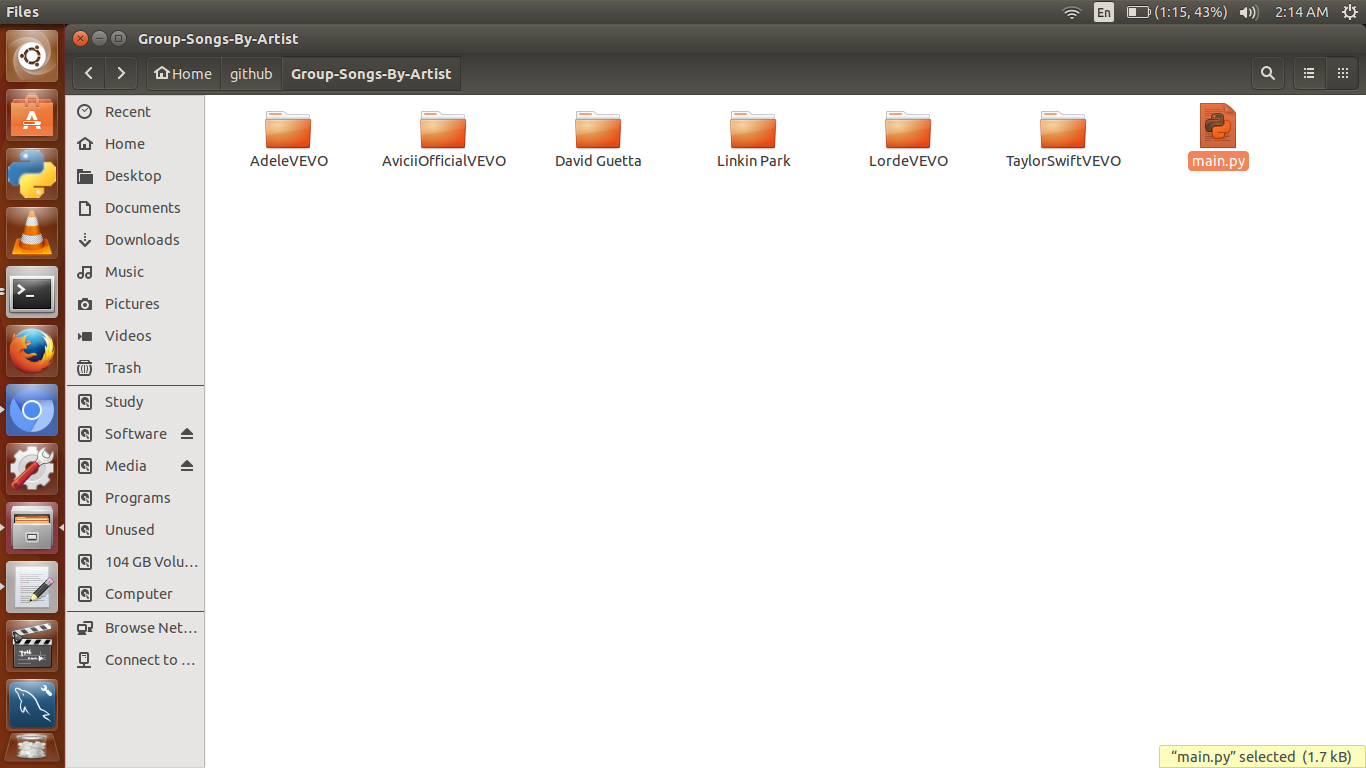 Files
En
(1:15, 43%)
2:14 AM
Group-Songs-By-Artist
Home
github
Group-Songs-By-Artist
Recent
Home
Desktop
Documents
Downloads
Music
Pictures
Videos
Trash
Study
Software
Media
Programs
Unused
104 GB Volu...
Computer
Browse Net...
Connect to ...
AdeleVEVO
AviciiOfficialVEVO
David Guetta
Linkin Park
LordeVEVO
TaylorSwiftVEVO
main.py
“main.py” selected (1.7 kB)